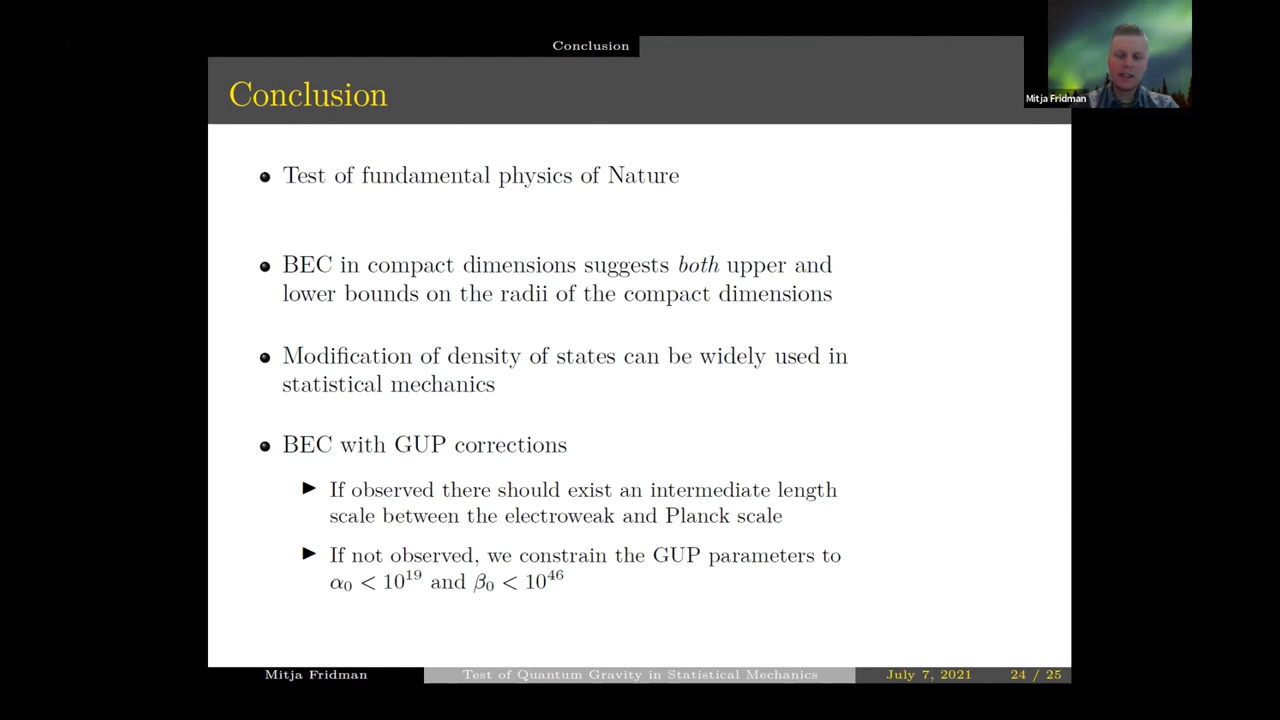 Conclusion
Mitja Fridman
Conclusion
Test of fundamental physics of Nature
BEC in compact dimensions suggests both upper and
lower bounds on the radii of the compact dimensions
Modification of density of states can be widely used in
statistical mechanics
BEC with GUP corrections
If observed there should exist an intermediate length
scale between the electroweak and Planck scale
If not observed, we constrain the GUP parameters to
α₀ < 10¹⁹ and β₀ < 10⁴⁶
Mitja Fridman Test of Quantum Gravity in Statistical Mechanics July 7, 2021 24 / 25